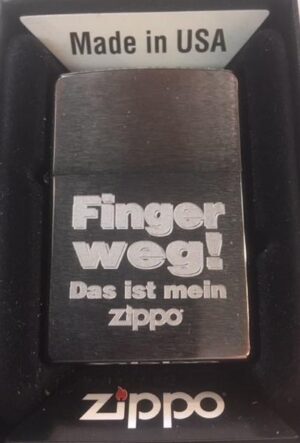 Made in USA
Finger
weg!
Das ist mein
zippo
zippo